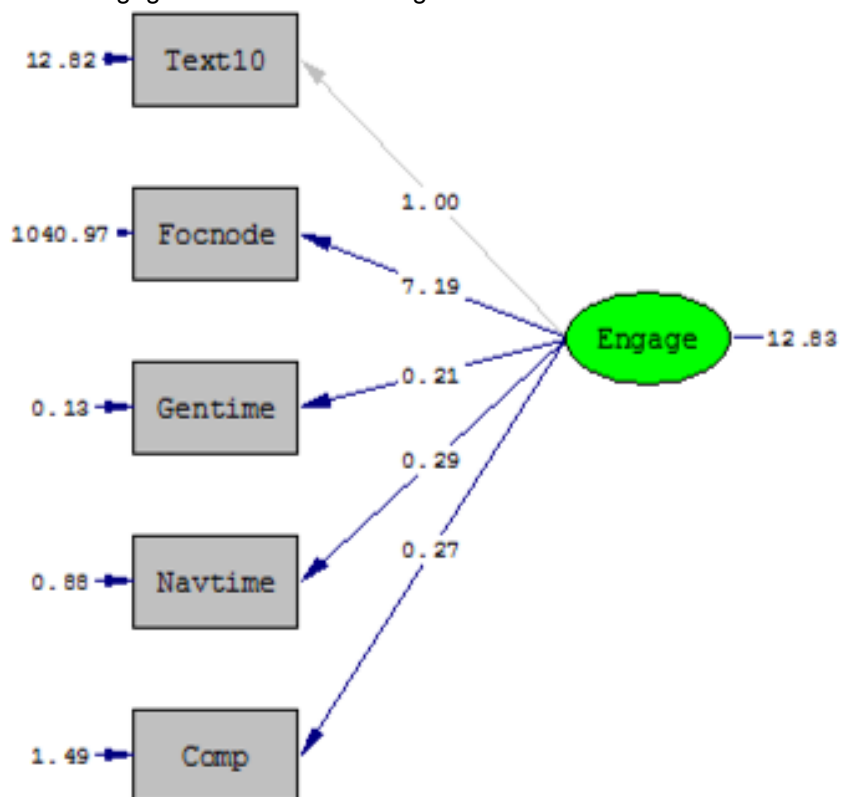 12.82 Text10
1.00
1040.97 Focnode
7.19
Engage 12.83
0.21
0.13 Gentime
0.29
0.27
0.88 Navtime
1.49 Comp